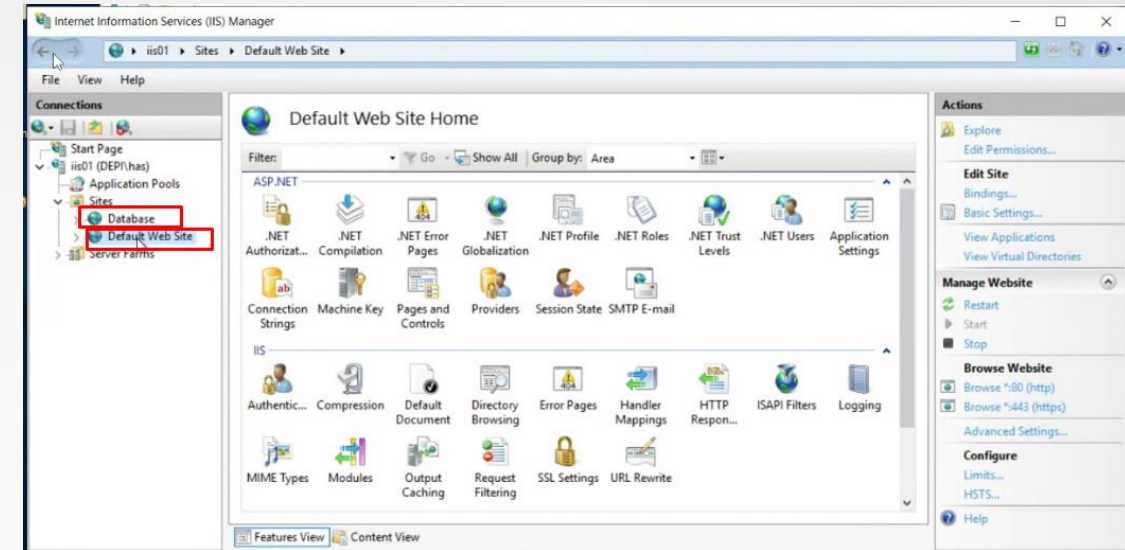 Internet Information Services (IIS) Manager
iis01 Sites Default Web Site
File View Help
Connections
Start Page
iis01 (DEPI\has)
Application Pools
Sites
Database
Default Web Site
Server Farms
Default Web Site Home
Filter: Go Show All Group by: Area
ASP.NET
.NET Authorizat...
.NET Compilation
.NET Error Pages
.NET Globalization
.NET Profile
.NET Roles
.NET Trust Levels
.NET Users
Application Settings
Connection Strings
Machine Key
Pages and Controls
Providers
Session State
SMTP E-mail
IIS
Authentic...
Compression
Default Document
Directory Browsing
Error Pages
Handler Mappings
HTTP Respon...
ISAPI Filters
Logging
MIME Types
Modules
Output Caching
Request Filtering
SSL Settings
URL Rewrite
Features View Content View
Actions
Explore
Edit Permissions...
Edit Site
Bindings...
Basic Settings...
View Applications
View Virtual Directories
Manage Website
Restart
Start
Stop
Browse Website
Browse *:80 (http)
Browse *:443 (https)
Advanced Settings...
Configure
Limits...
HSTS...
Help